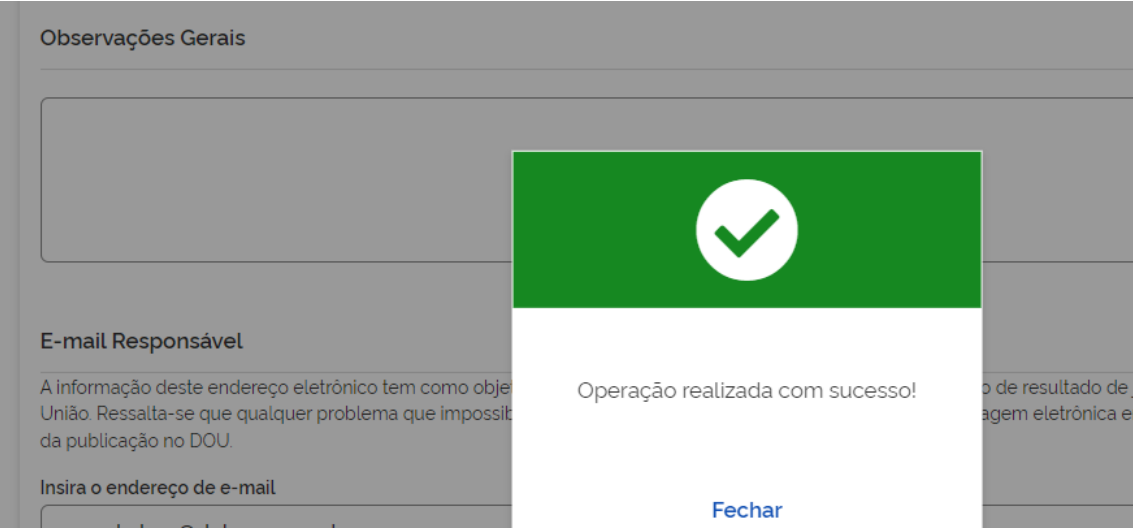 Observações Gerais
Operação realizada com sucesso!
Fechar
E-mail Responsável
A informação deste endereço eletrônico tem como obje
o de resultado de
União. Ressalta-se que qualquer problema que impossib
agem eletrônica e
da publicação no DOU.
Insira o endereço de e-mail